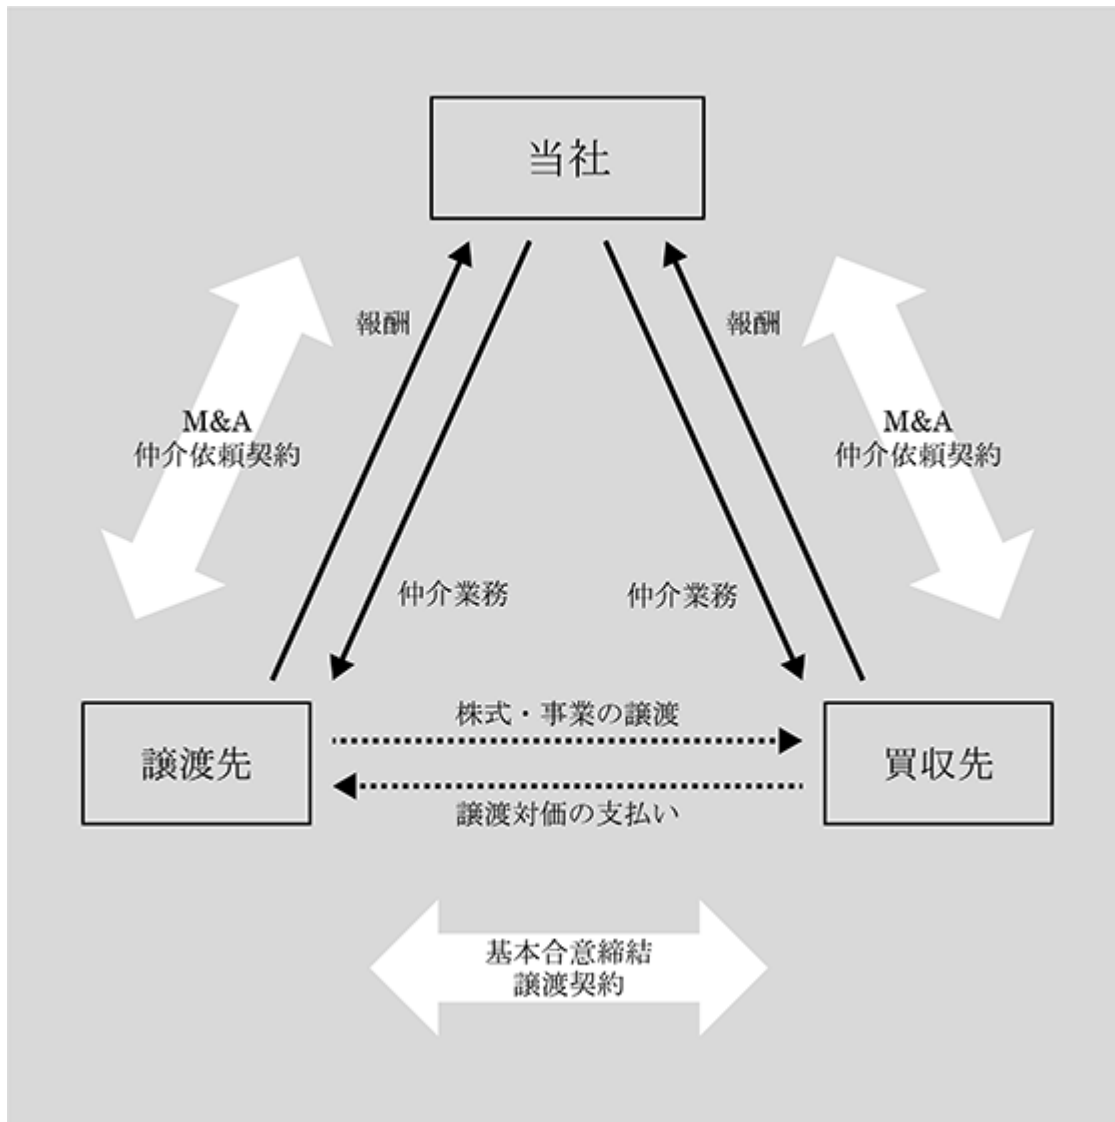 当社
報酬
報酬
M&A
仲介依頼契約
M&A
仲介依頼契約
仲介業務
仲介業務
株式・事業の譲渡
譲渡先
買収先
譲渡対価の支払い
基本合意締結
譲渡契約